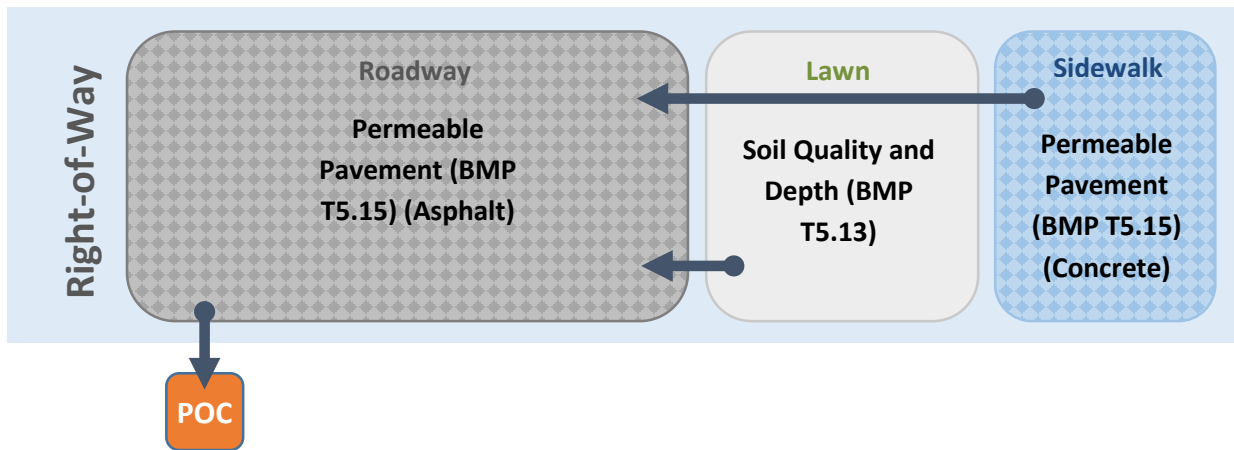 Right-of-Way
Roadway
Permeable
Pavement (BMP
T5.15) (Asphalt)
Lawn
Soil Quality and
Depth (BMP
T5.13)
Sidewalk
Permeable
Pavement
(BMP T5.15)
(Concrete)
POC